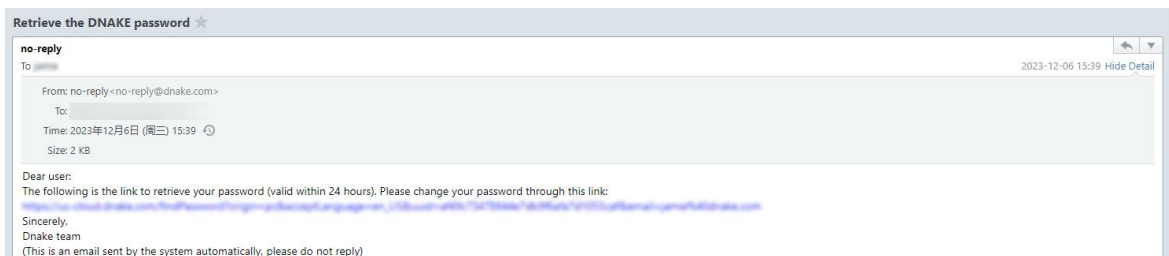 Retrieve the DNAKE password
no-reply
To
2023-12-06 15:39 Hide Detail
From: no-reply<no-reply@dnake.com>
To:
Time: 2023年12月6日 (周三) 15:39
Size: 2 KB
Dear user:
The following is the link to retrieve your password (valid within 24 hours). Please change your password through this link:
Sincerely,
Dnake team
(This is an email sent by the system automatically, please do not reply)